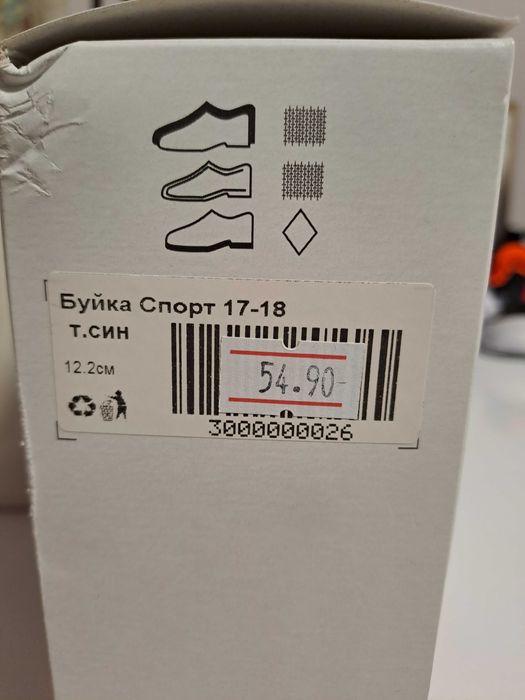 Буйка Спорт 17-18
т.син
12.2см
54.90-
3000000026